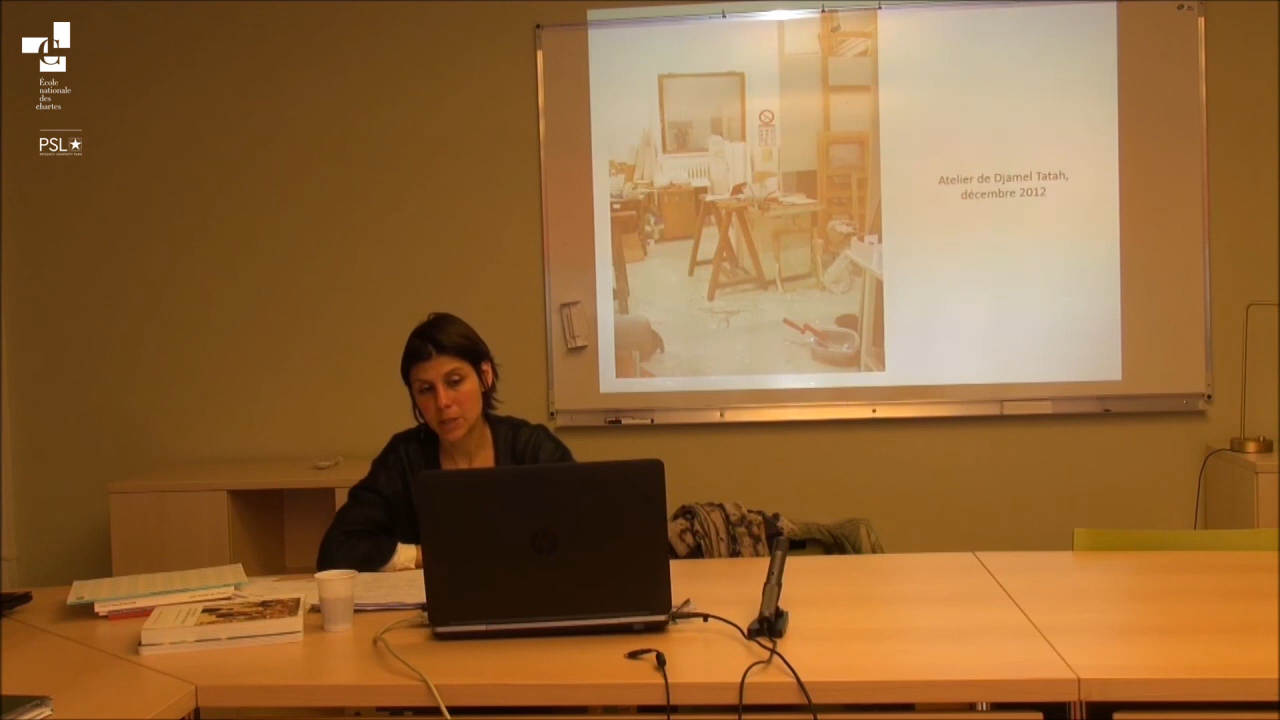 École
nationale
des
chartes
PSL
Atelier de Djamel Tatah,
décembre 2012